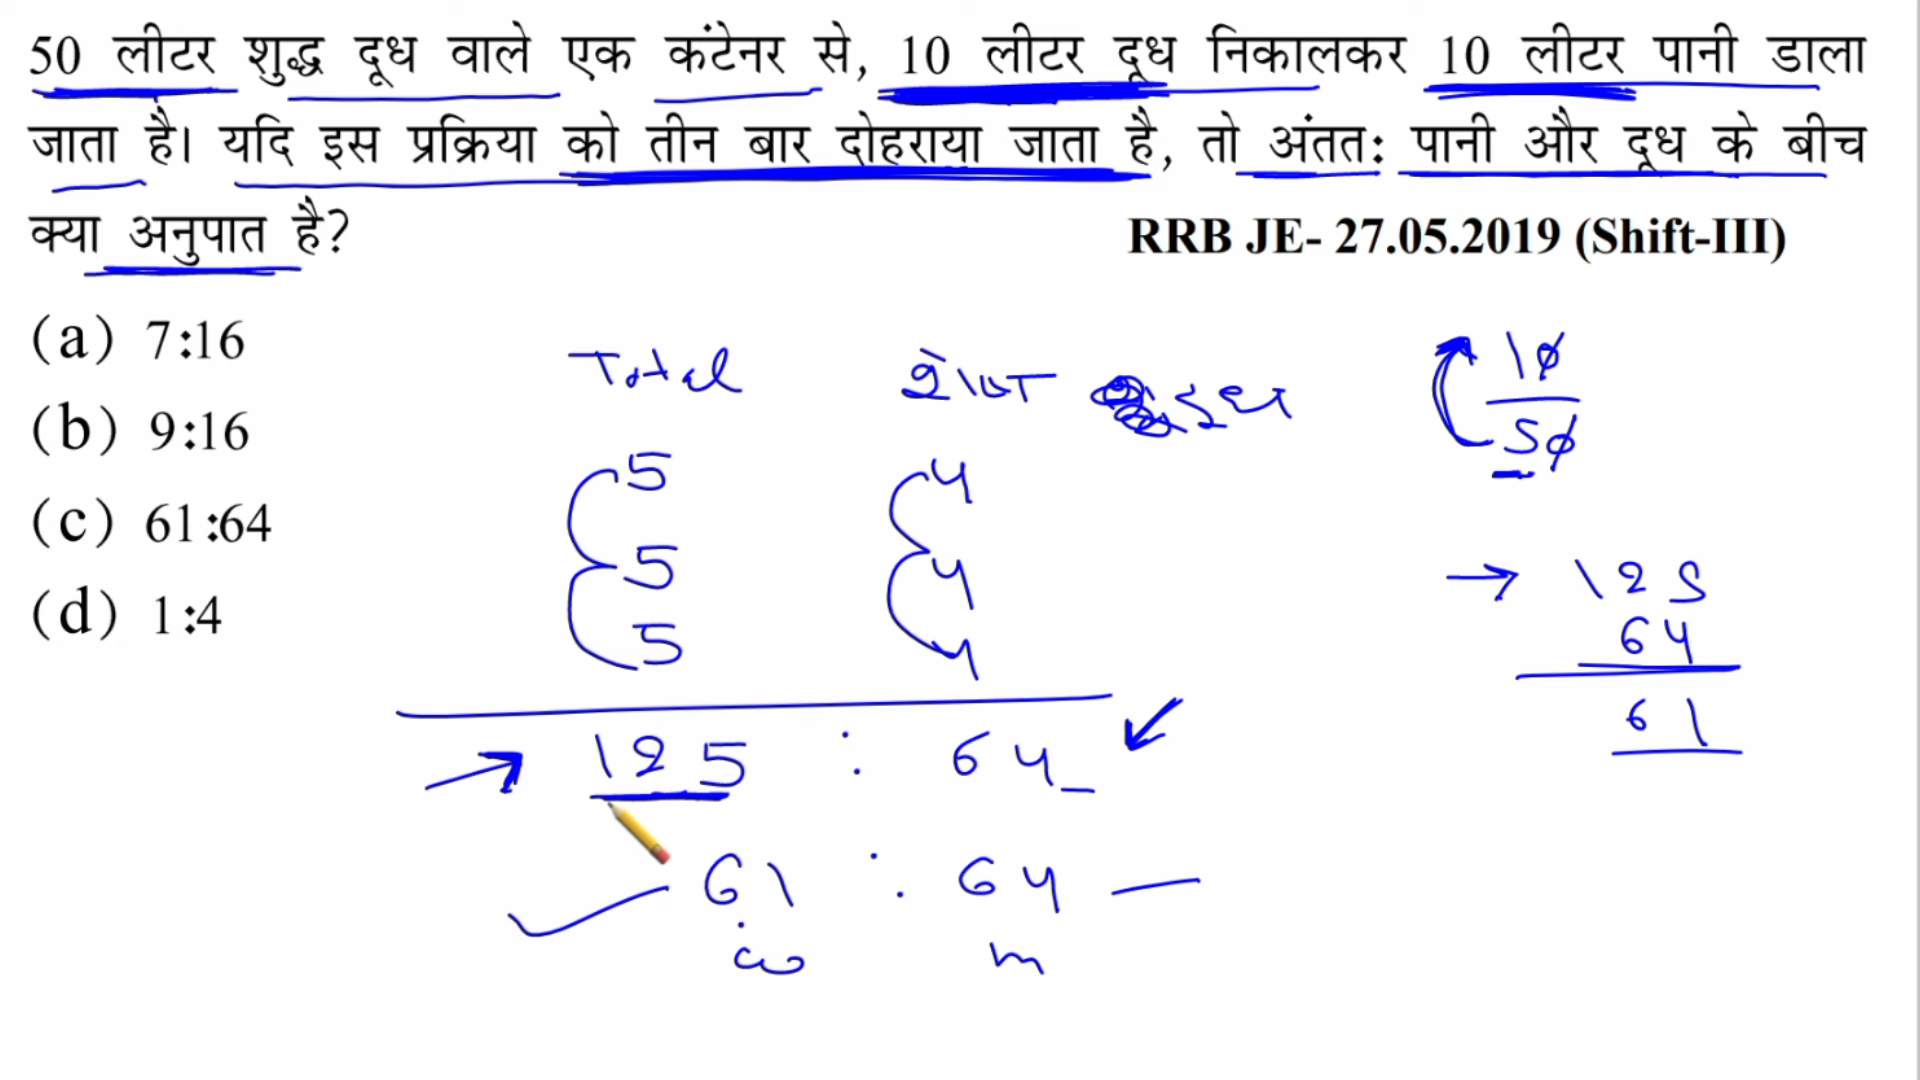 50 लीटर शुद्ध दूध वाले एक कंटेनर से, 10 लीटर दूध निकालकर 10 लीटर पानी डाला
जाता है। यदि इस प्रक्रिया को तीन बार दोहराया जाता है, तो अंततः पानी और दूध के बीच
क्या अनुपात है?
RRB JE- 27.05.2019 (Shift-III)
(a) 7:16
(b) 9:16
(c) 61:64
(d) 1:4
Total
5 4
5 4
5 4
125 : 64
61 : 64
w m
10
50
→ 125
64
61